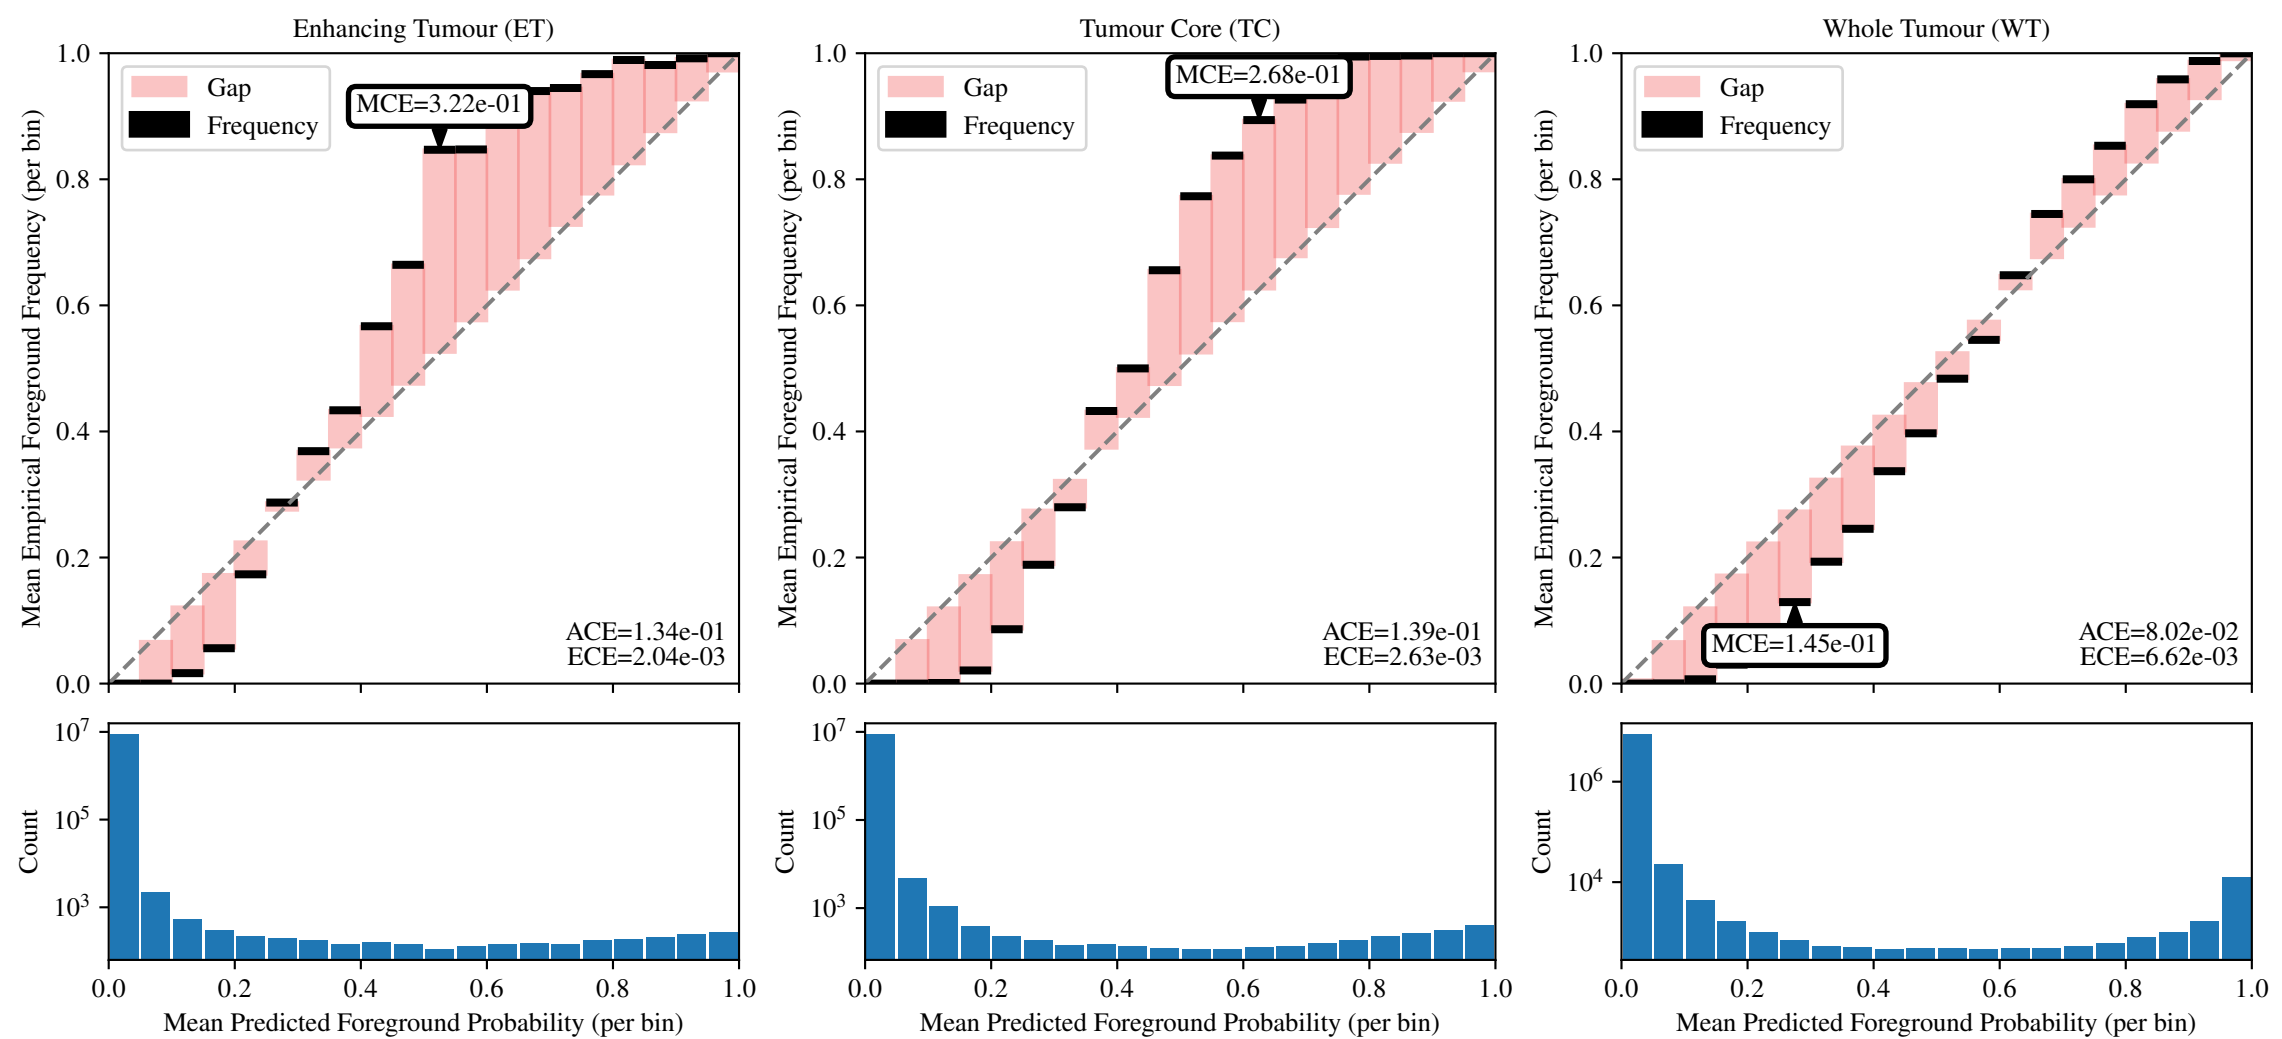 Enhancing Tumour (ET)
Mean Empirical Foreground Frequency (per bin)
1.0
0.8
0.6
0.4
0.2
0.0
Gap
Frequency
MCE=3.22e-01
ACE=1.34e-01
ECE=2.04e-03
Count
10^7
10^5
10^3
0.0 0.2 0.4 0.6 0.8 1.0
Mean Predicted Foreground Probability (per bin)
Tumour Core (TC)
Mean Empirical Foreground Frequency (per bin)
1.0
0.8
0.6
0.4
0.2
0.0
Gap
Frequency
MCE=2.68e-01
ACE=1.39e-01
ECE=2.63e-03
Count
10^7
10^5
10^3
0.0 0.2 0.4 0.6 0.8 1.0
Mean Predicted Foreground Probability (per bin)
Whole Tumour (WT)
Mean Empirical Foreground Frequency (per bin)
1.0
0.8
0.6
0.4
0.2
0.0
Gap
Frequency
MCE=1.45e-01
ACE=8.02e-02
ECE=6.62e-03
Count
10^6
10^4
0.0 0.2 0.4 0.6 0.8 1.0
Mean Predicted Foreground Probability (per bin)